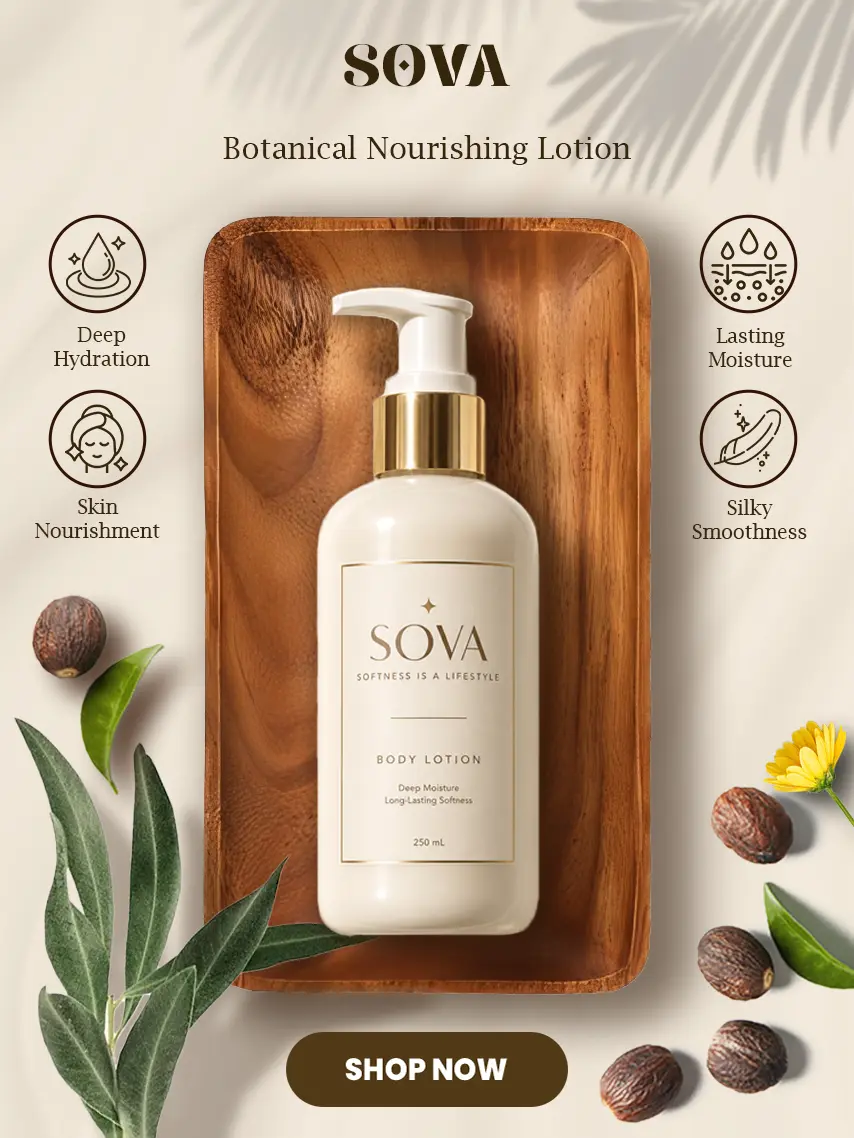 SOVA
Botanical Nourishing Lotion
Deep
Hydration
Skin
Nourishment
Lasting
Moisture
Silky
Smoothness
SOVA
SOFTNESS IS A LIFESTYLE
BODY LOTION
Deep Moisture
Long-Lasting Softness
250 mL
SHOP NOW